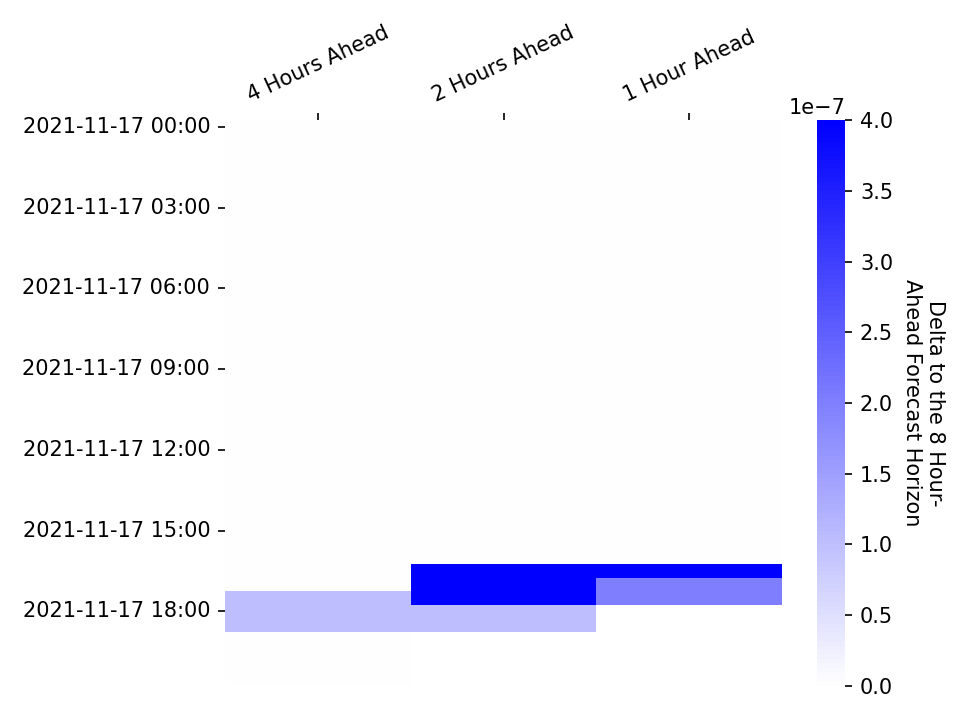 4 Hours Ahead
2 Hours Ahead
1 Hour Ahead
2021-11-17 00:00
2021-11-17 03:00
2021-11-17 06:00
2021-11-17 09:00
2021-11-17 12:00
2021-11-17 15:00
2021-11-17 18:00
1e−7
4.0
3.5
3.0
2.5
2.0
1.5
1.0
0.5
0.0
Delta to the 8 Hour-
Ahead Forecast Horizon